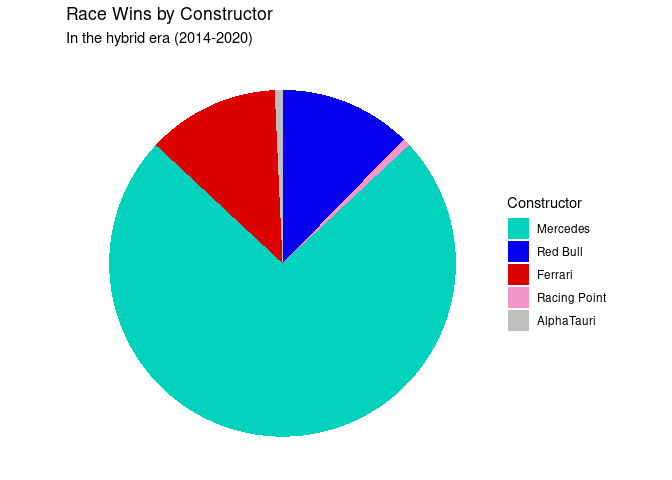 Race Wins by Constructor
In the hybrid era (2014-2020)
Constructor
Mercedes
Red Bull
Ferrari
Racing Point
AlphaTauri